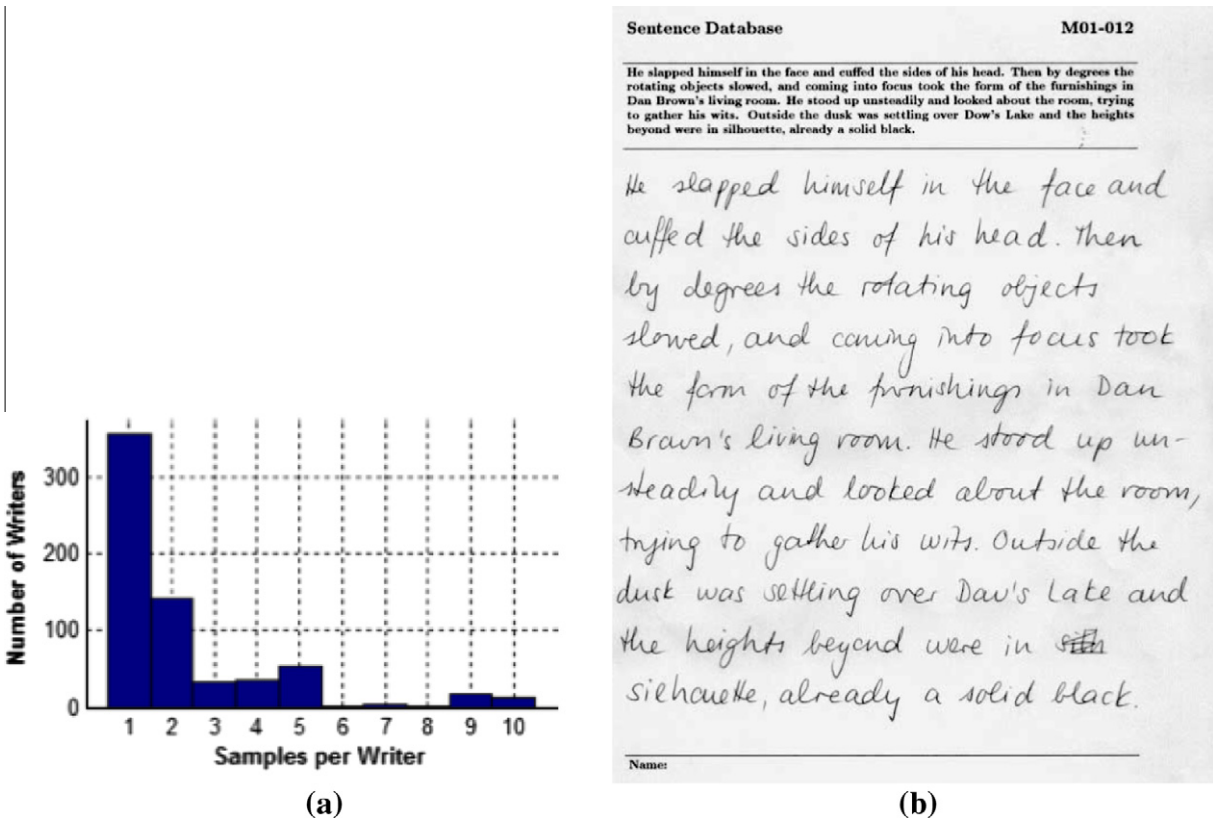 Number of Writers
300
200
100
0
1 2 3 4 5 6 7 8 9 10
Samples per Writer
(a)
Sentence Database M01-012
He slapped himself in the face and cuffed the sides of his head. Then by degrees the
rotating objects slowed, and coming into focus took the form of the furnishings in
Dan Brown's living room. He stood up unsteadily and looked about the room, trying
to gather his wits. Outside the dusk was settling over Dow's Lake and the heights
beyond were in silhouette, already a solid black.
He slapped himself in the face and
cuffed the sides of his head. Then
by degrees the rotating objects
slowed, and coming into focus took
the form of the furnishings in Dan
Brown's living room. He stood up un-
steadily and looked about the room,
trying to gather his wits. Outside the
dusk was settling over Dow's Lake and
the heights beyond were in
silhouette, already a solid black.
Name:
(b)